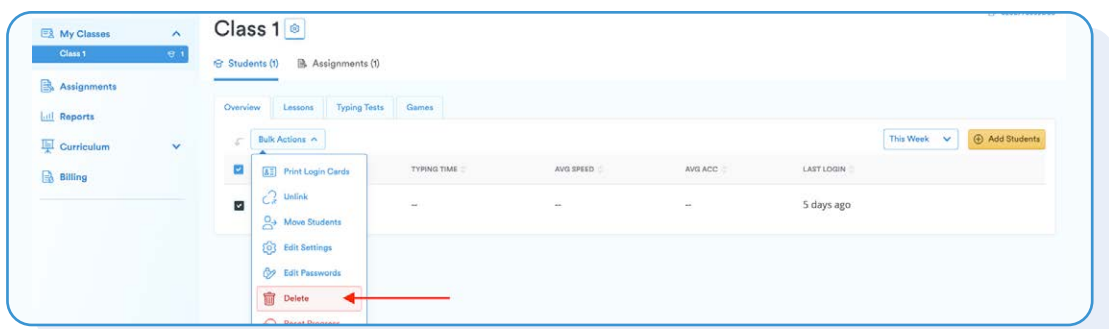 My Classes
Class 1 1
Assignments
Reports
Curriculum
Billing
Class 1
Students (1) Assignments (1)
Overview Lessons Typing Tests Games
Bulk Actions This Week Add Students
TYPING TIME AVG SPEED AVG ACC LAST LOGIN
-- -- -- 5 days ago
Print Login Cards
Unlink
Move Students
Edit Settings
Edit Passwords
Delete
Reset Progress